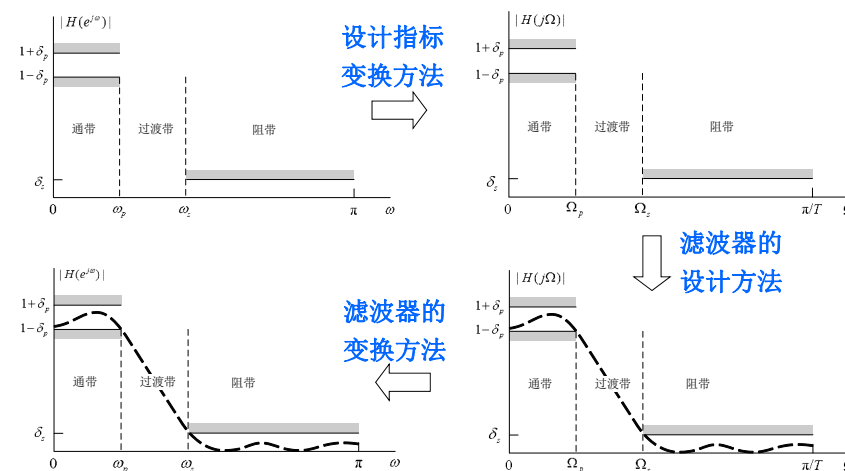 |H(e^{jω})|
1+δ_p
1-δ_p
通带
过渡带
阻带
δ_s
0
ω_p
ω_s
π
ω
设计指标
变换方法
|H(jΩ)|
1+δ_p
1-δ_p
通带
过渡带
阻带
δ_s
0
Ω_p
Ω_s
π/T
滤波器的
设计方法
|H(e^{jω})|
1+δ_p
1-δ_p
通带
过渡带
阻带
δ_s
0
ω_p
ω_s
π
ω
滤波器的
变换方法
|H(jΩ)|
1+δ_p
1-δ_p
通带
过渡带
阻带
δ_s
0
Ω_p
Ω_s
π/T